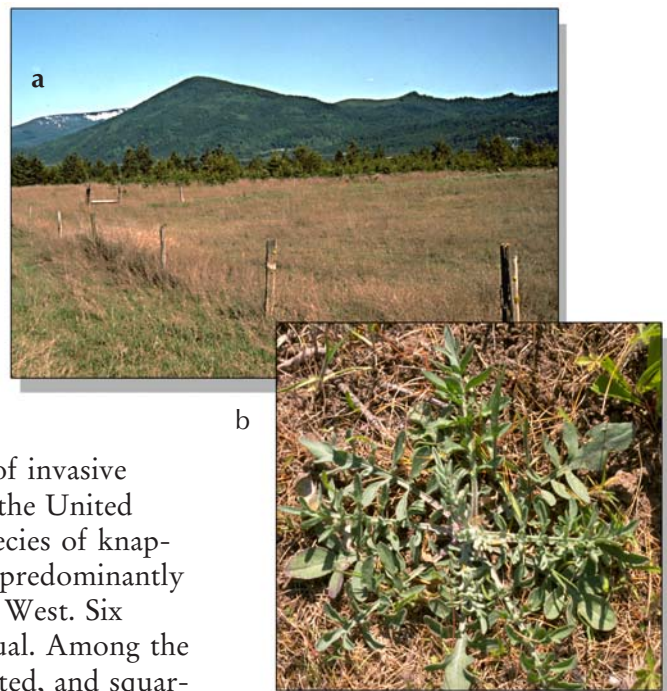 a
b
of invasive
the United
ecies of knap-
predominantly
West. Six
ual. Among the
ted, and squar-